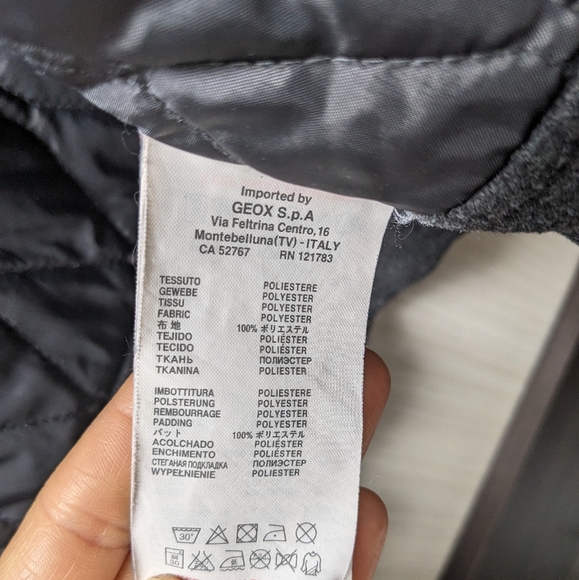 Imported by
GEOX S.p.A
Via Feltrina Centro, 16
Montebelluna(TV) - ITALY
CA 52767 RN 121783
TESSUTO POLIESTERE
GEWEBE POLYESTER
TISSU POLYESTER
FABRIC POLYESTER
布地 100% ポリエステル
TEJIDO POLIÉSTER
TECIDO POLIÉSTER
ТКАНЬ ПОЛИЭСТЕР
TKANINA POLIESTER
IMBOTTITURA POLIESTERE
POLSTERUNG POLYESTER
REMBOURRAGE POLYESTER
PADDING POLYESTER
パット 100% ポリエステル
ACOLCHADO POLIÉSTER
ENCHIMENTO POLIÉSTER
СТЕГАНАЯ ПОДКЛАДКА ПОЛИЭСТЕР
WYPEŁNIENIE POLIESTER
30°